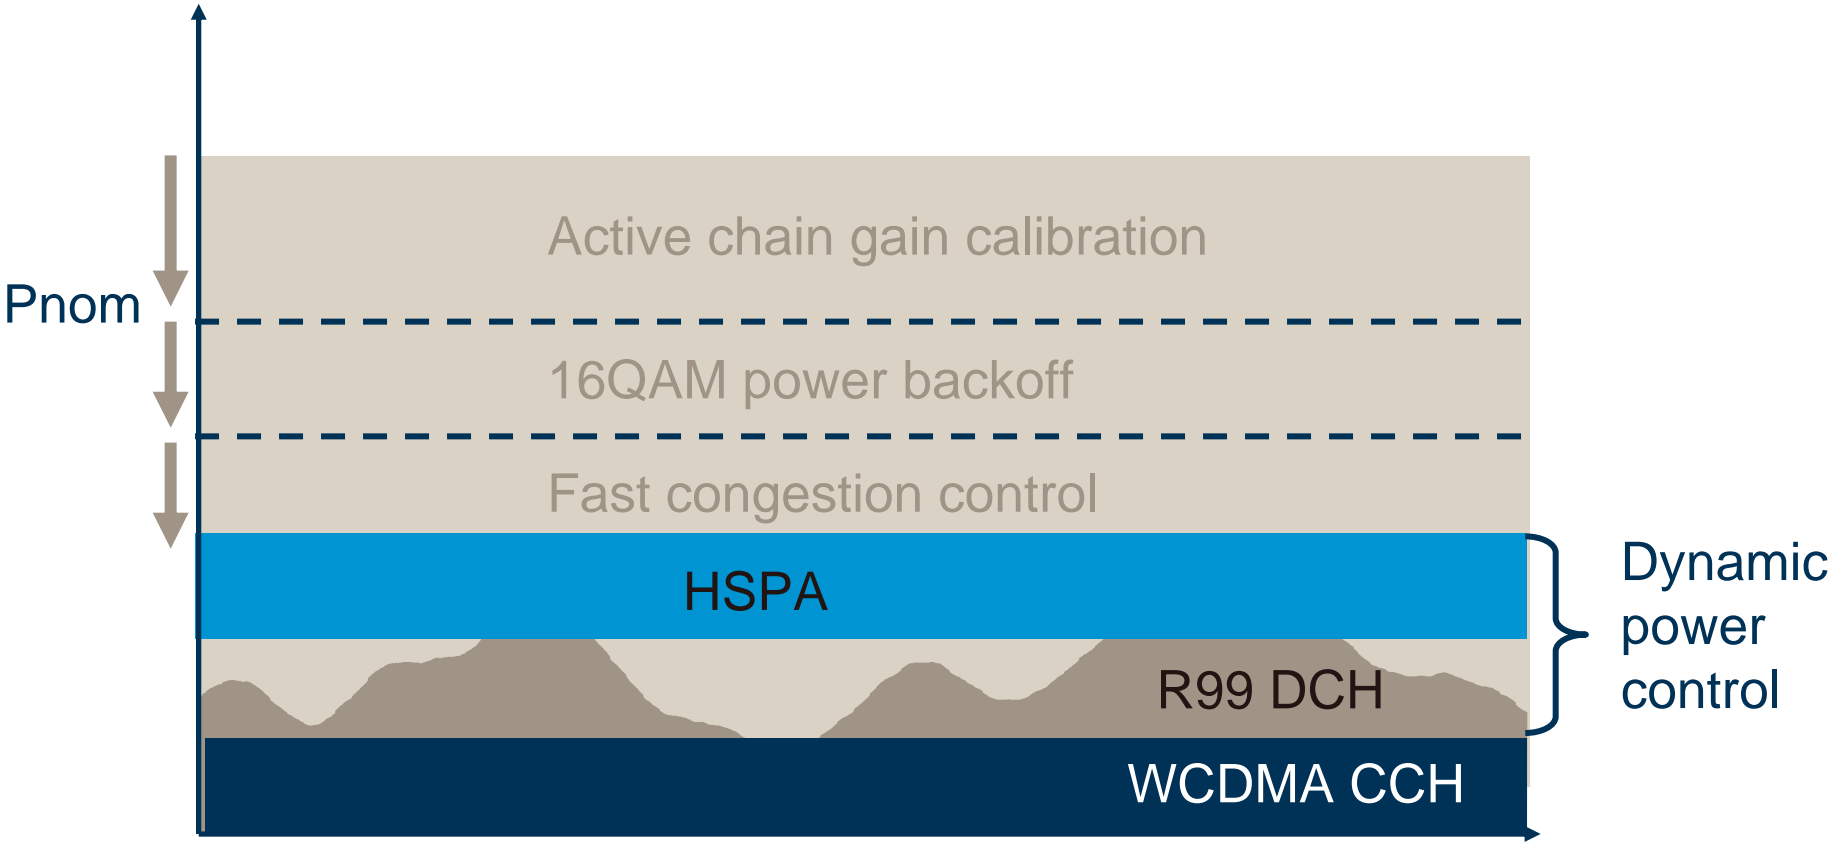 Active chain gain calibration
Pnom
16QAM power backoff
Fast congestion control
HSPA
Dynamic
power
control
R99 DCH
WCDMA CCH